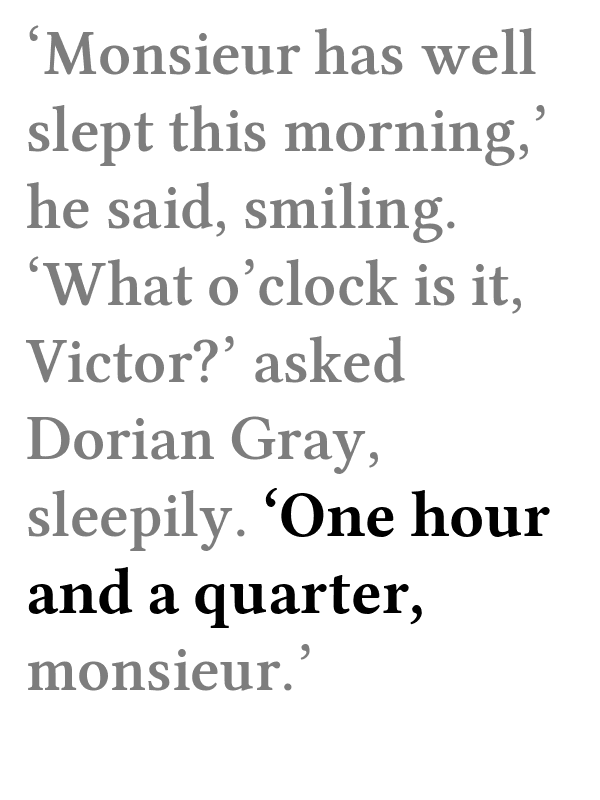 ‘Monsieur has well
slept this morning,’
he said, smiling.
‘What o’clock is it,
Victor?’ asked
Dorian Gray,
sleepily. ‘One hour
and a quarter,
monsieur.’